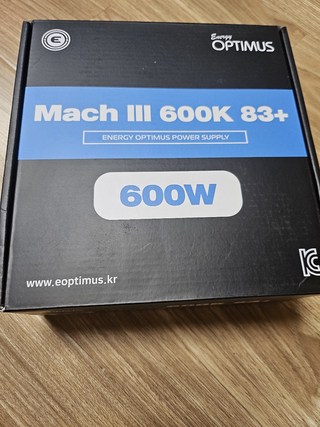 Energy
OPTIMUS
Mach III 600K 83+
ENERGY OPTIMUS POWER SUPPLY
600W
www.eoptimus.kr